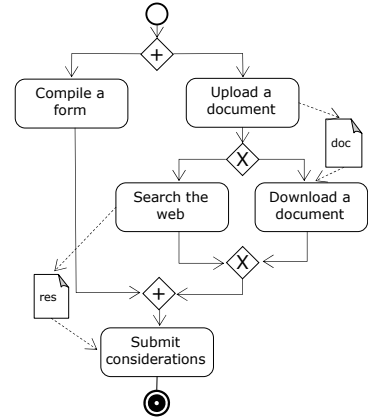 +
Compile a
form
Upload a
document
doc
X
Search the
web
Download a
document
X
res
+
Submit
considerations